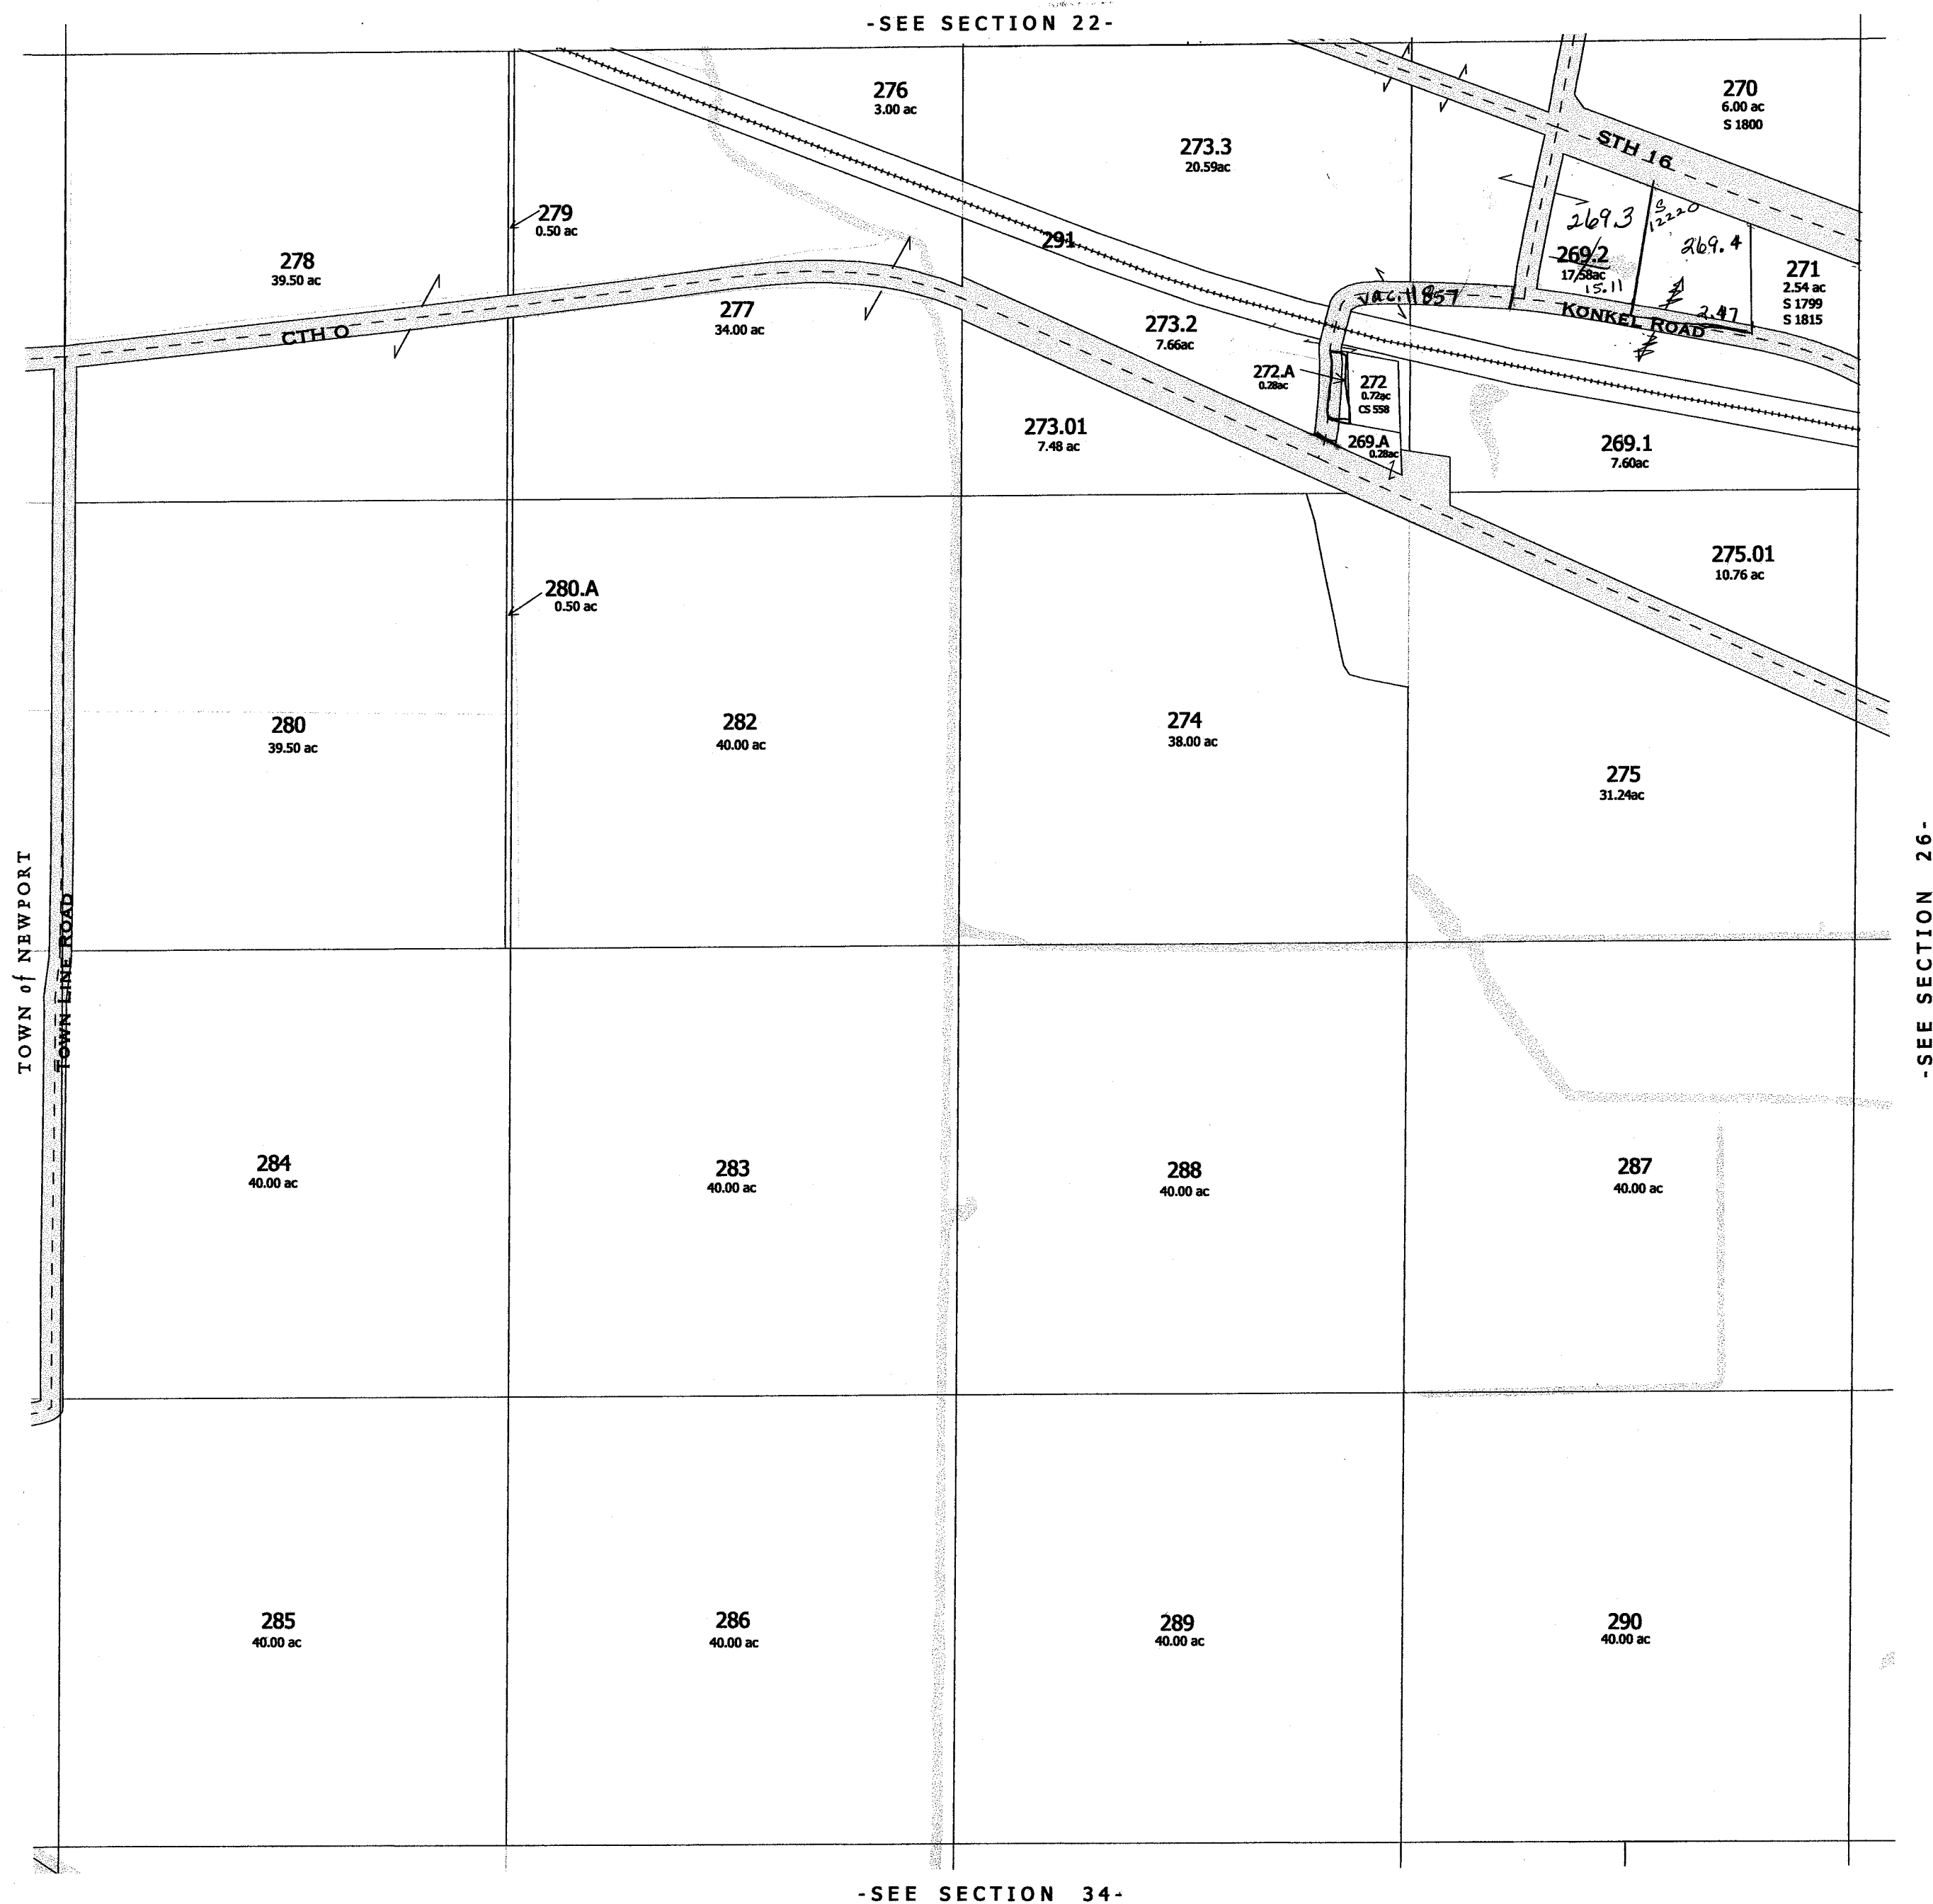 -SEE SECTION 22-
276
3.00 ac
270
6.00 ac
S 1800
273.3
20.59ac
STH 16
279
0.50 ac
269.3
S
12220
269.4
278
39.50 ac
291
269.2
17.58ac
15.11
271
2.54 ac
S 1799
S 1815
vac. 11857
2.47
KONKEL ROAD
CTH O
277
34.00 ac
273.2
7.66ac
272.A
0.28ac
272
0.72ac
CS 558
273.01
7.48 ac
269.A
0.28ac
269.1
7.60ac
275.01
10.76 ac
280.A
0.50 ac
280
39.50 ac
282
40.00 ac
274
38.00 ac
275
31.24ac
TOWN of NEWPORT
TOWN LINE ROAD
-SEE SECTION 26-
284
40.00 ac
283
40.00 ac
288
40.00 ac
287
40.00 ac
285
40.00 ac
286
40.00 ac
289
40.00 ac
290
40.00 ac
-SEE SECTION 34-